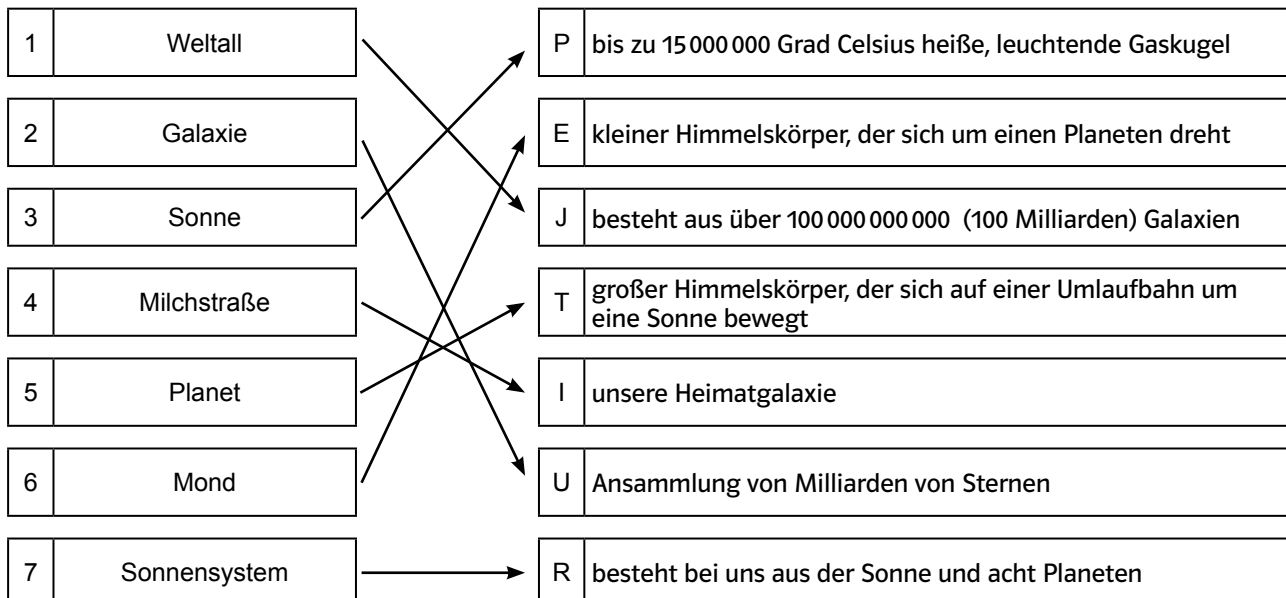 1 Weltall P bis zu 15 000 000 Grad Celsius heiße, leuchtende Gaskugel
2 Galaxie E kleiner Himmelskörper, der sich um einen Planeten dreht
3 Sonne J besteht aus über 100 000 000 000 (100 Milliarden) Galaxien
4 Milchstraße T großer Himmelskörper, der sich auf einer Umlaufbahn um
eine Sonne bewegt
5 Planet I unsere Heimatgalaxie
6 Mond U Ansammlung von Milliarden von Sternen
7 Sonnensystem R besteht bei uns aus der Sonne und acht Planeten